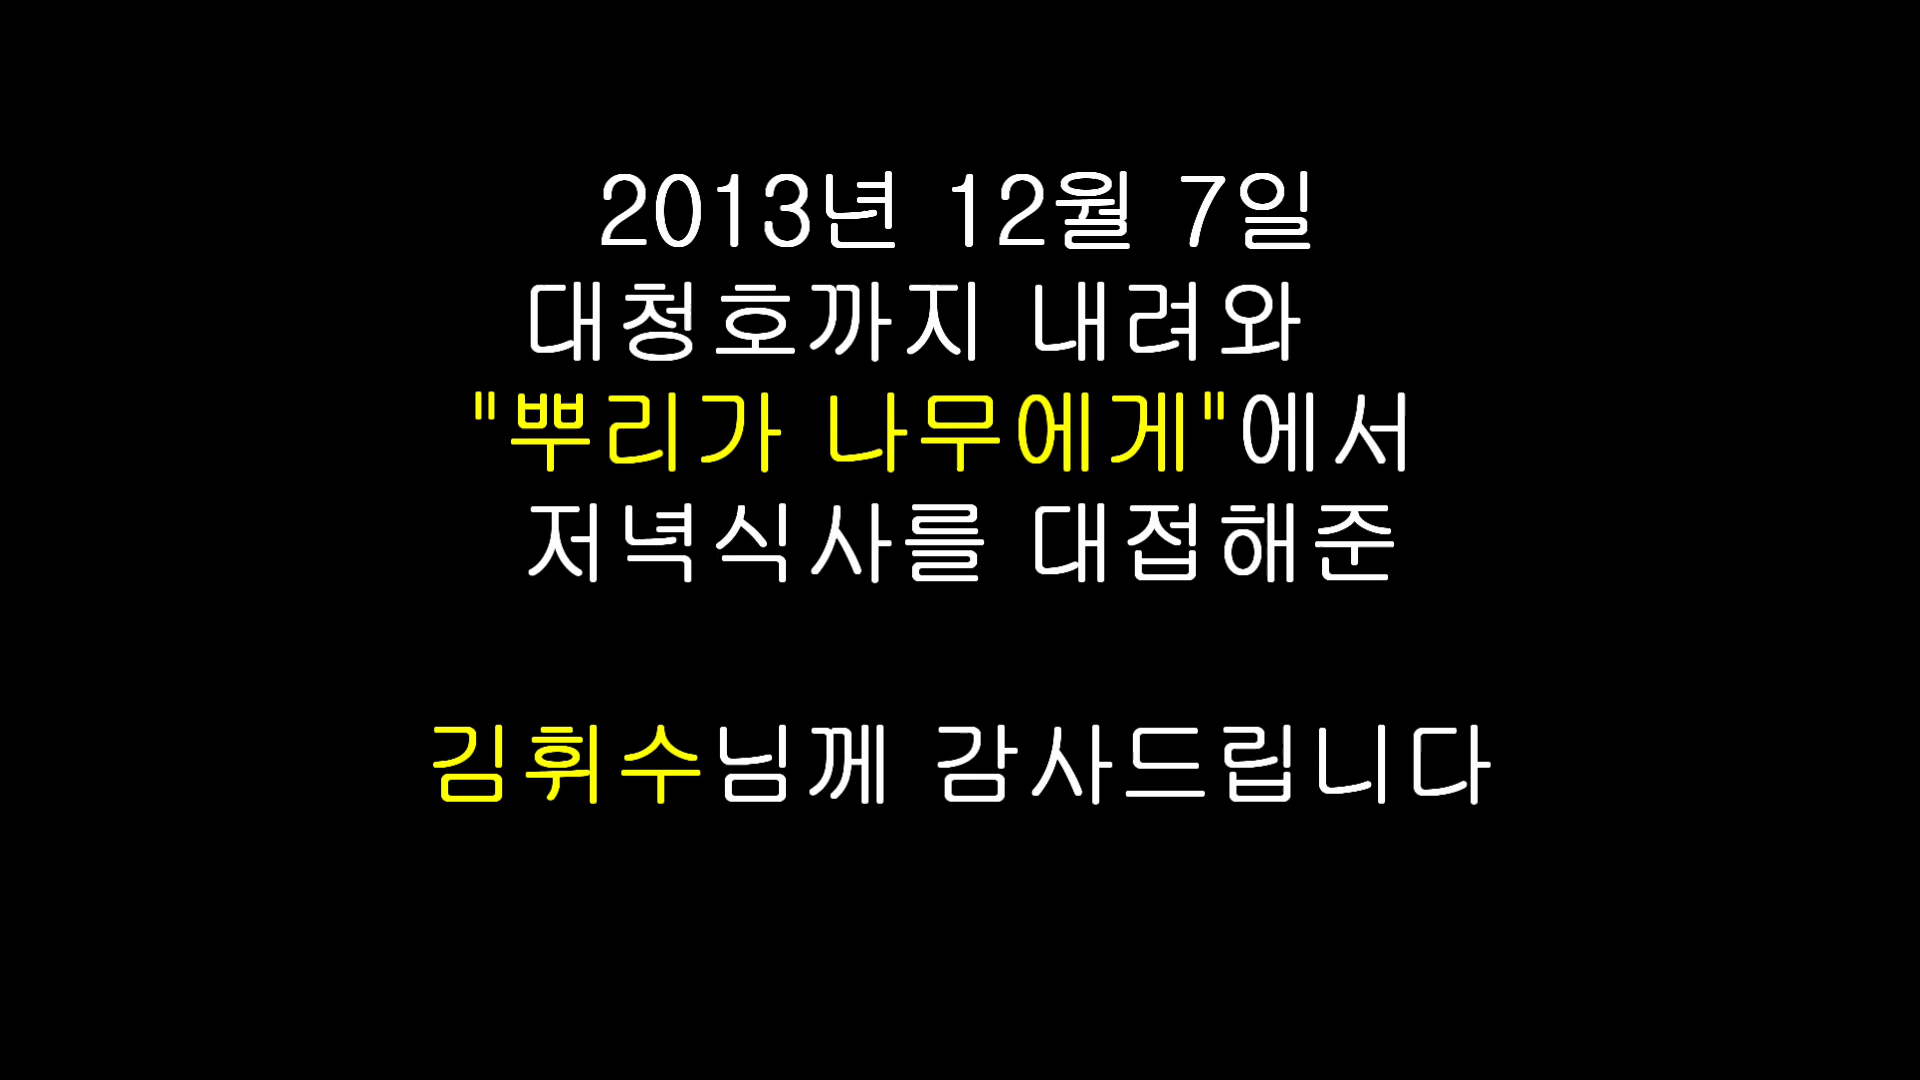 2013년 12월 7일
대청호까지 내려와
"뿌리가 나무에게"에서
저녁식사를 대접해준
김휘수님께 감사드립니다